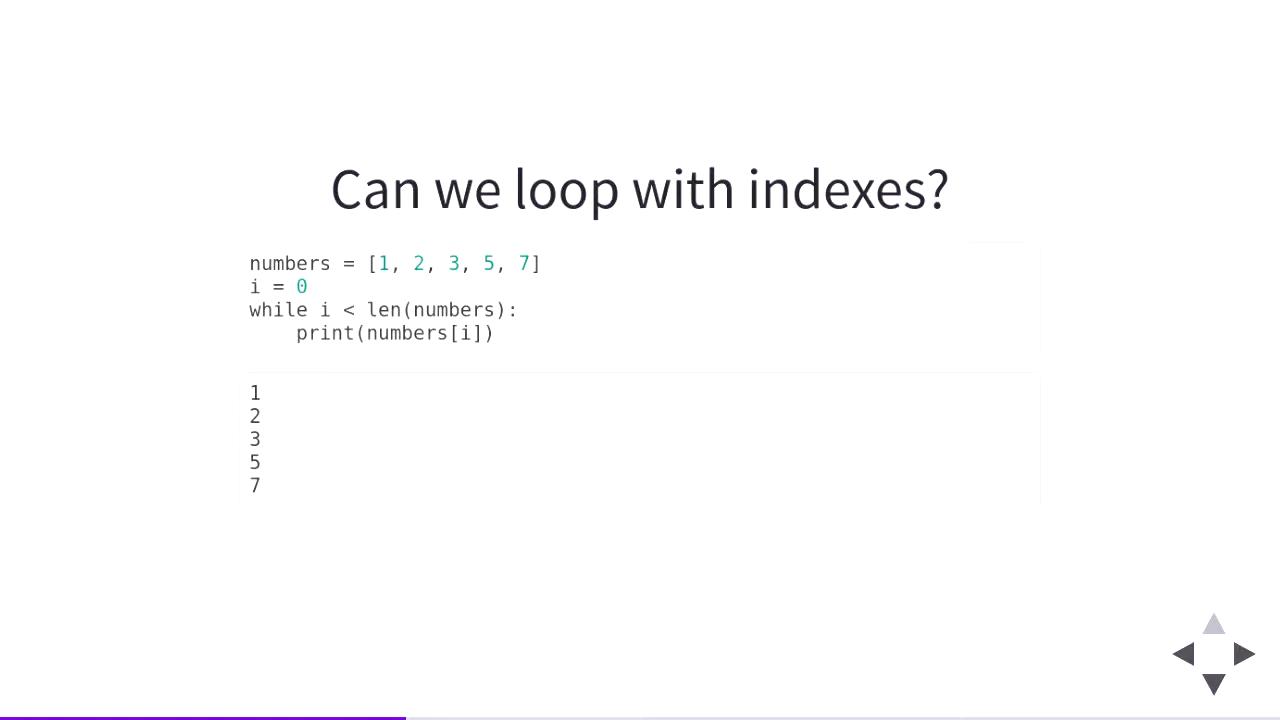 Can we loop with indexes?
numbers = [1, 2, 3, 5, 7]
i = 0
while i < len(numbers):
    print(numbers[i])
1
2
3
5
7